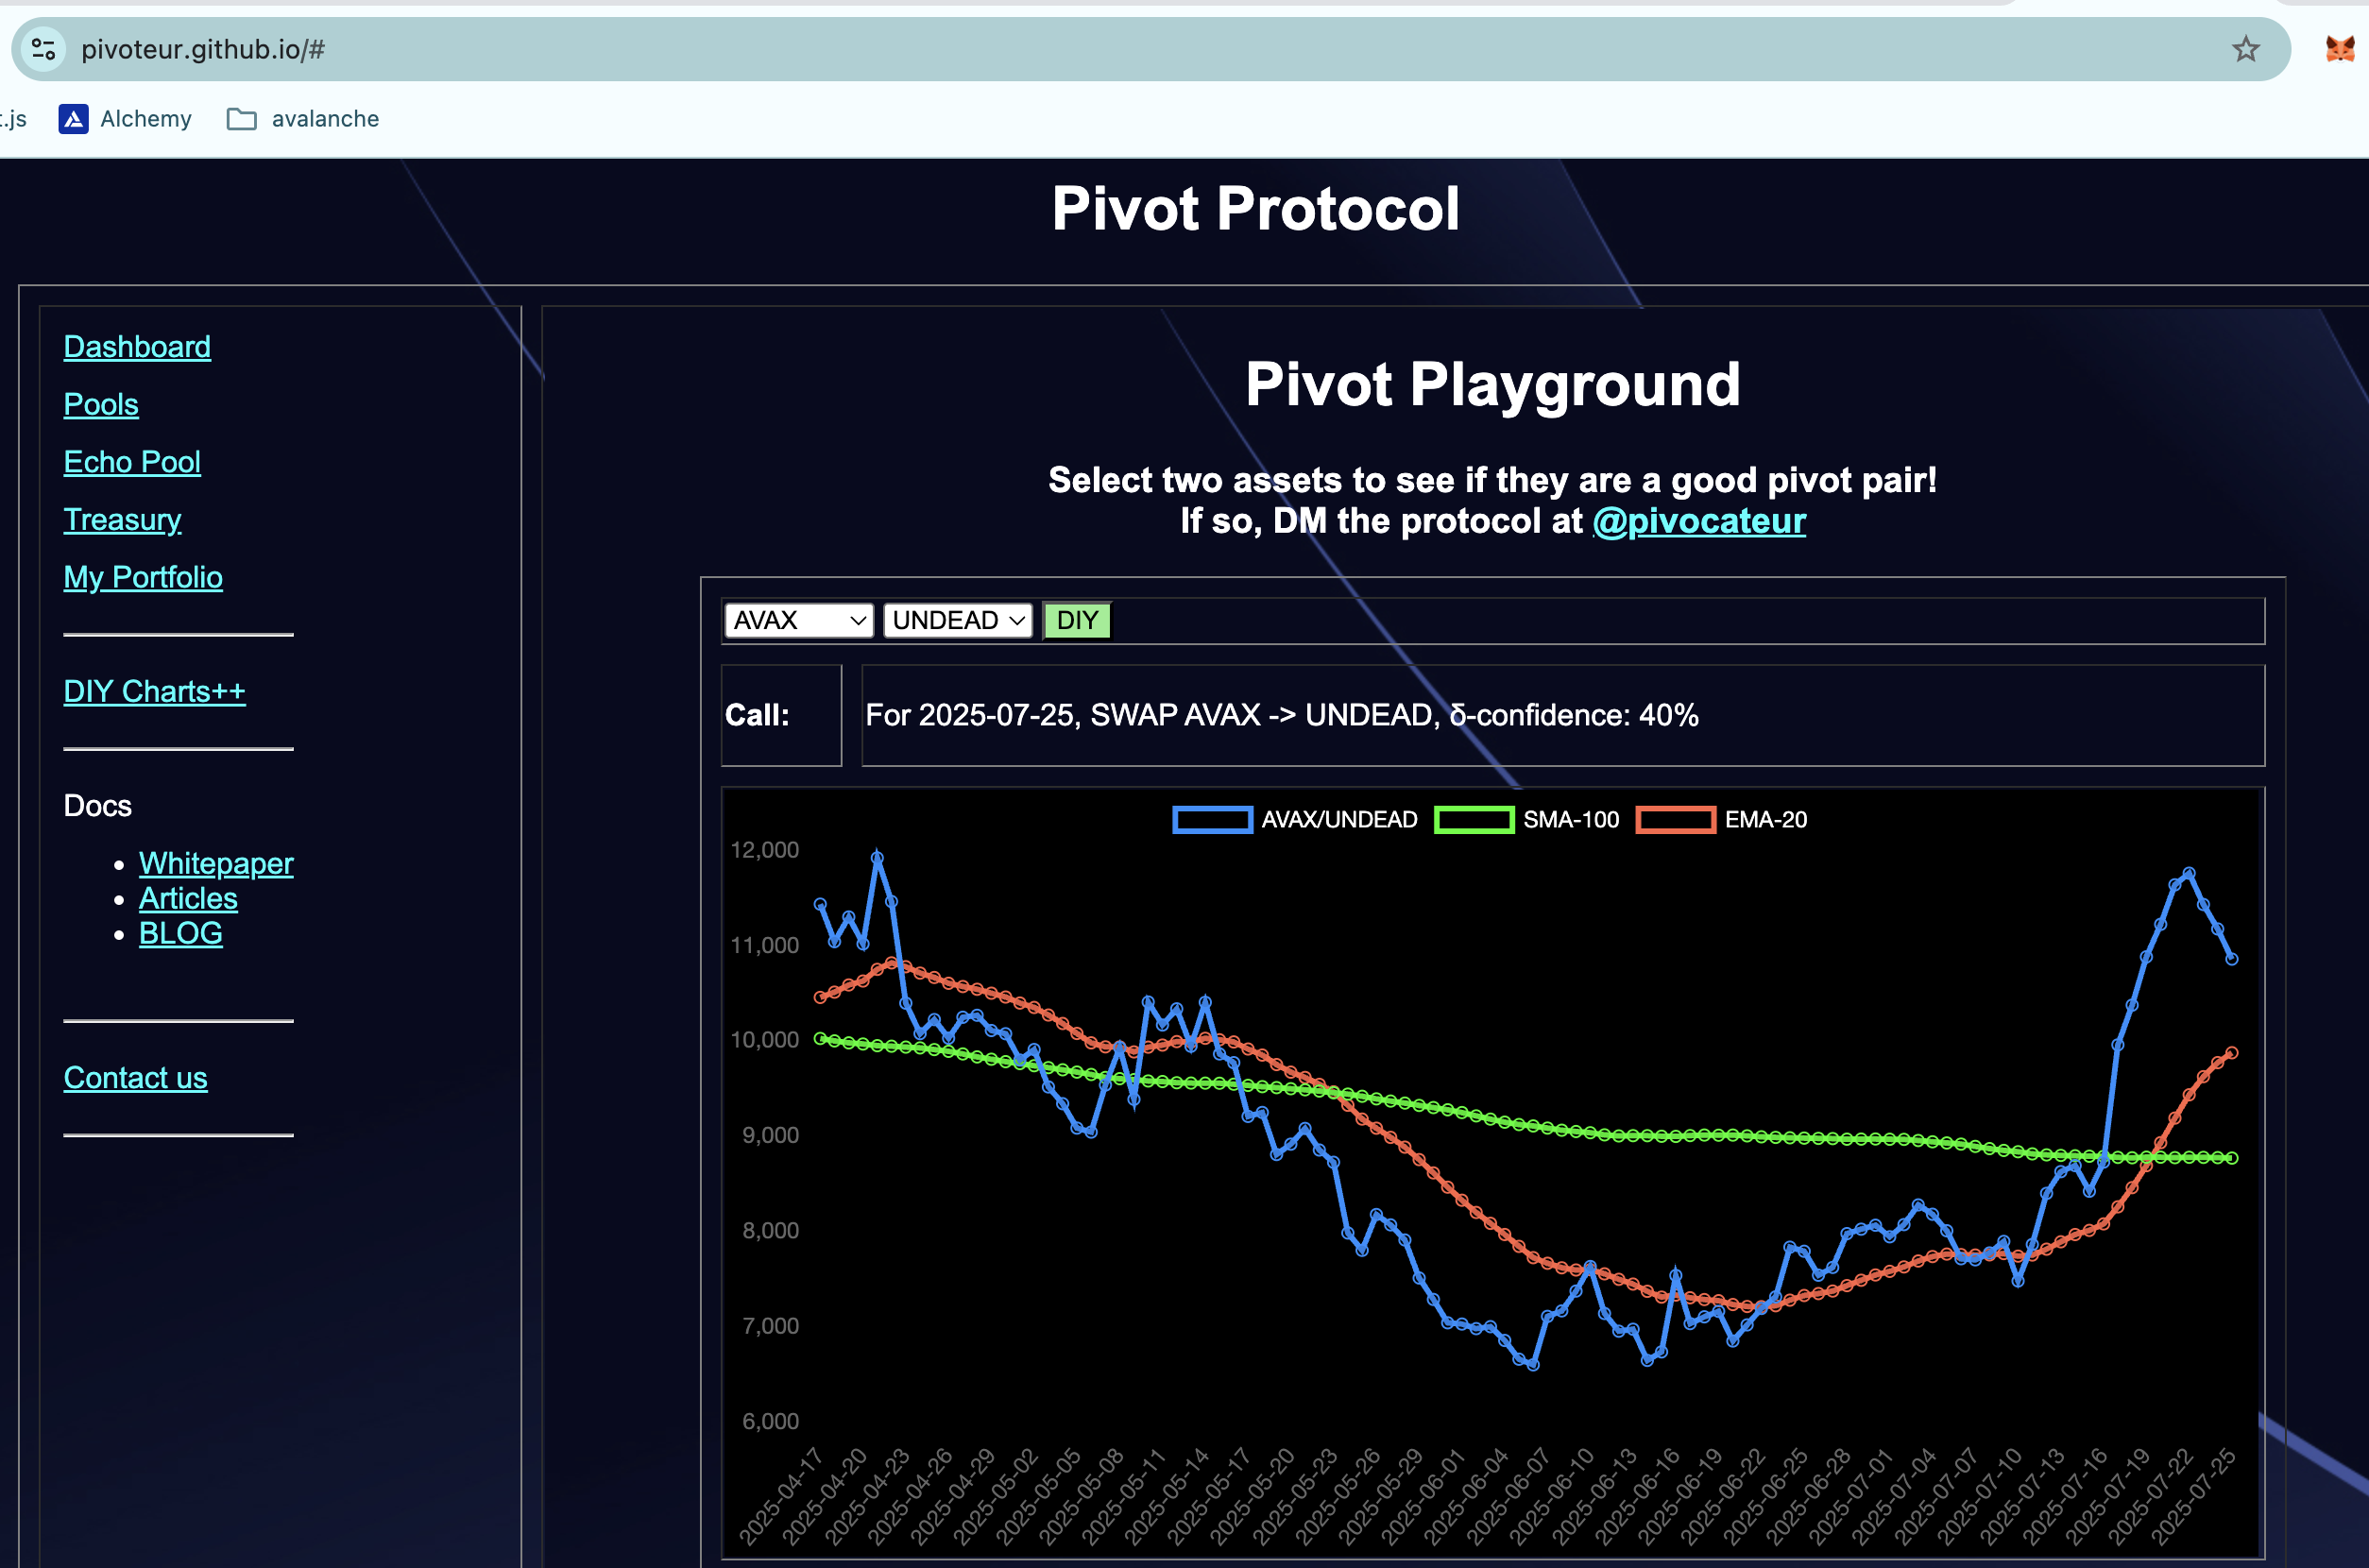 pivoteur.github.io/#
t.js Alchemy avalanche
Pivot Protocol
Dashboard
Pools
Echo Pool
Treasury
My Portfolio
DIY Charts++
Docs
Whitepaper
Articles
BLOG
Contact us
Pivot Playground
Select two assets to see if they are a good pivot pair!
If so, DM the protocol at @pivocateur
AVAX UNDEAD DIY
Call: For 2025-07-25, SWAP AVAX -> UNDEAD, δ-confidence: 40%
AVAX/UNDEAD SMA-100 EMA-20
12,000
11,000
10,000
9,000
8,000
7,000
6,000
2025-04-17
2025-04-20
2025-04-23
2025-04-26
2025-04-29
2025-05-02
2025-05-05
2025-05-08
2025-05-11
2025-05-14
2025-05-17
2025-05-20
2025-05-23
2025-05-26
2025-05-29
2025-06-01
2025-06-04
2025-06-07
2025-06-10
2025-06-13
2025-06-16
2025-06-19
2025-06-22
2025-06-25
2025-06-28
2025-07-01
2025-07-04
2025-07-07
2025-07-10
2025-07-13
2025-07-16
2025-07-19
2025-07-22
2025-07-25